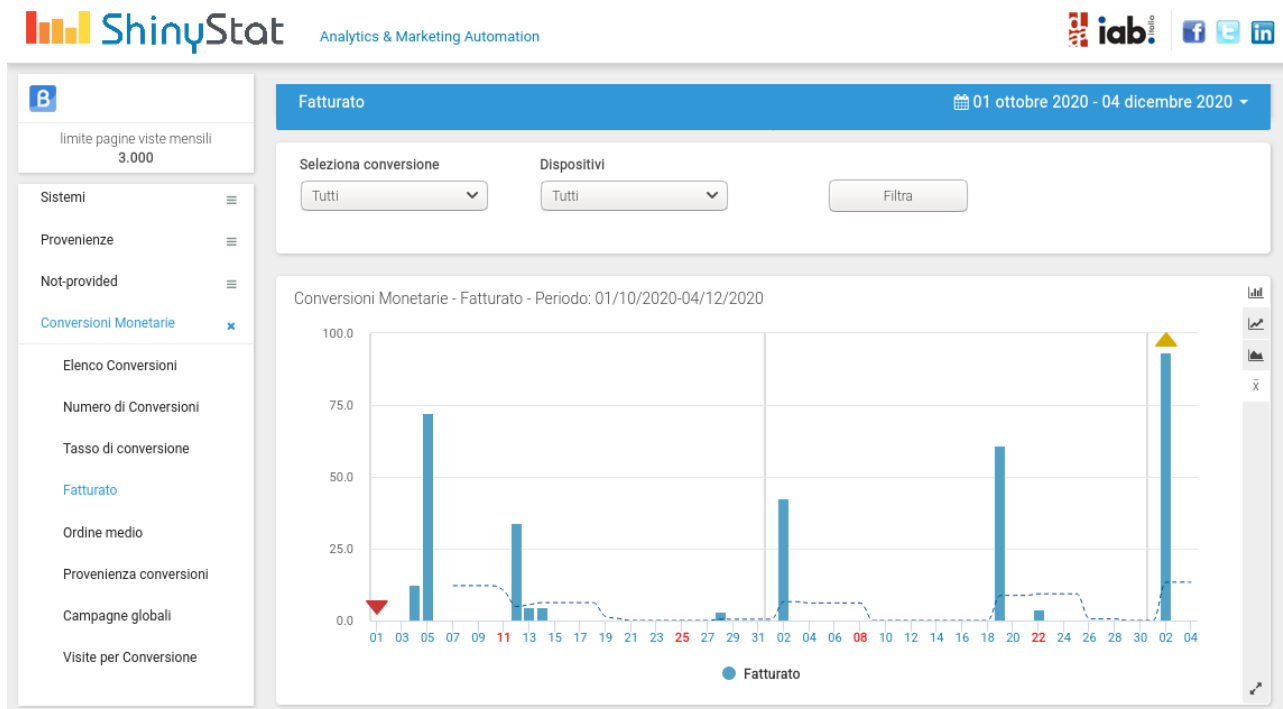 ShinyStat
Analytics & Marketing Automation
iab: italia
B
limite pagine viste mensili
3.000
Sistemi
Provenienze
Not-provided
Conversioni Monetarie
Elenco Conversioni
Numero di Conversioni
Tasso di conversione
Fatturato
Ordine medio
Provenienza conversioni
Campagne globali
Visite per Conversione
Fatturato
01 ottobre 2020 - 04 dicembre 2020
Seleziona conversione
Dispositivi
Tutti
Tutti
Filtra
Conversioni Monetarie - Fatturato - Periodo: 01/10/2020-04/12/2020
100.0
75.0
50.0
25.0
0.0
01 03 05 07 09 11 13 15 17 19 21 23 25 27 29 31 02 04 06 08 10 12 14 16 18 20 22 24 26 28 30 02 04
Fatturato
x̄